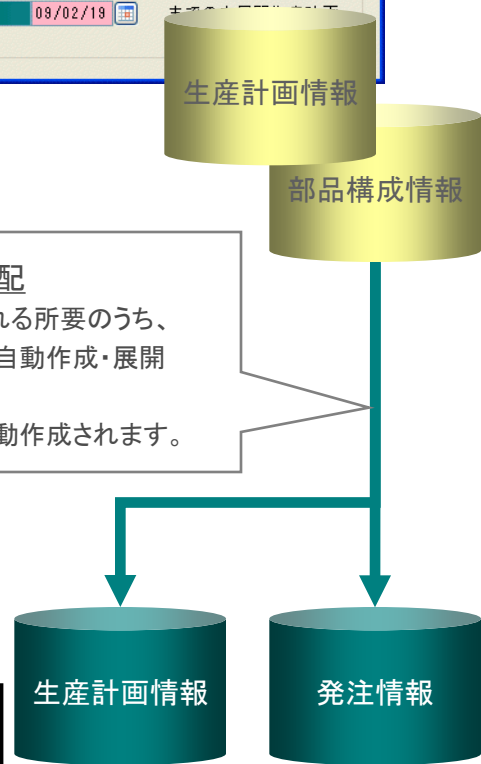 09/02/19
生産計画情報
部品構成情報
配
れる所要のうち、
自動作成・展開
動作成されます。
生産計画情報
発注情報